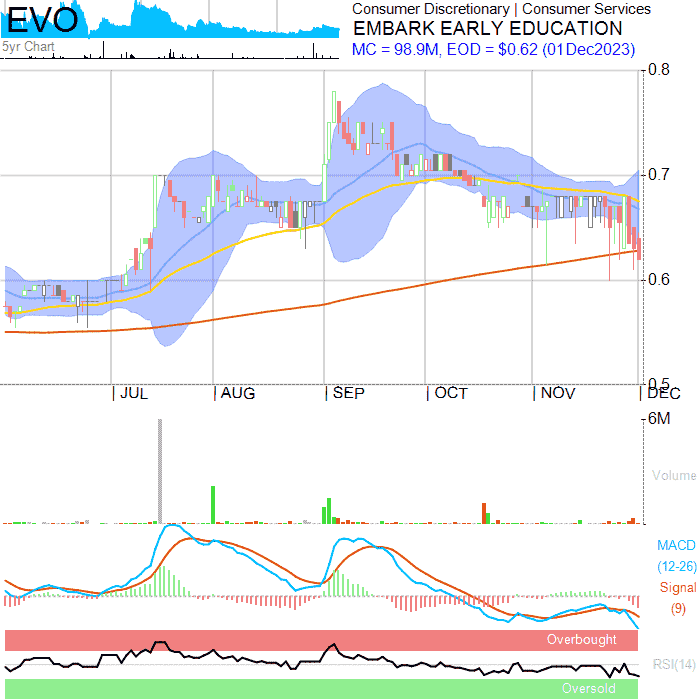 EVO
5yr Chart
Consumer Discretionary | Consumer Services
EMBARK EARLY EDUCATION
MC = 98.9M, EOD = $0.62 (01Dec2023)
0.8
0.7
0.6
0.5
JUL
AUG
SEP
OCT
NOV
DEC
6M
Volume
MACD
(12-26)
Signal
(9)
Overbought
RSI(14)
Oversold